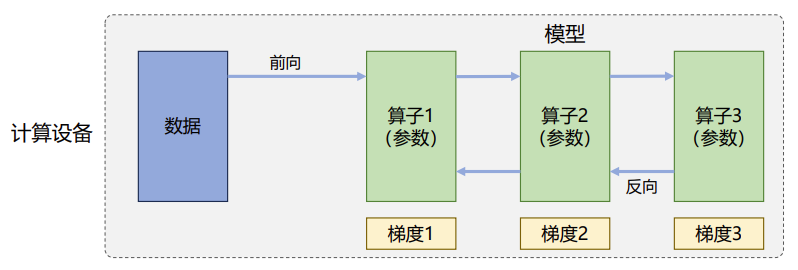 模型
前向
计算设备
数据
算子1
（参数）
算子2
（参数）
算子3
（参数）
反向
梯度1
梯度2
梯度3